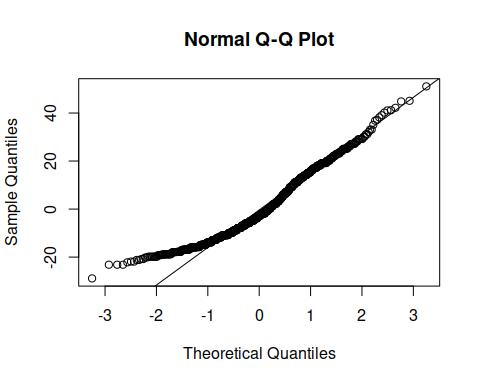 Normal Q-Q Plot
Sample Quantiles
40
20
0
-20
-3 -2 -1 0 1 2 3
Theoretical Quantiles